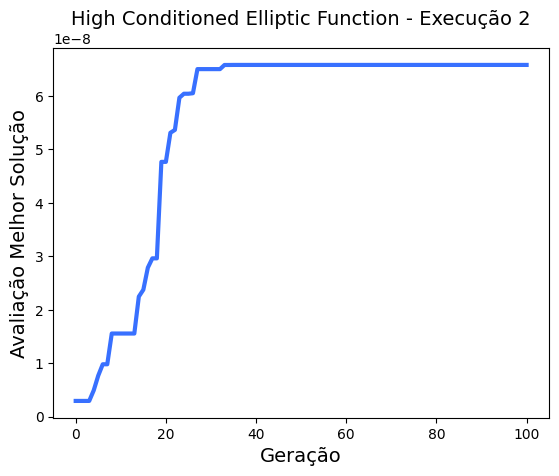 High Conditioned Elliptic Function - Execução 2
1e−8
Avaliação Melhor Solução
6
5
4
3
2
1
0
0 20 40 60 80 100
Geração